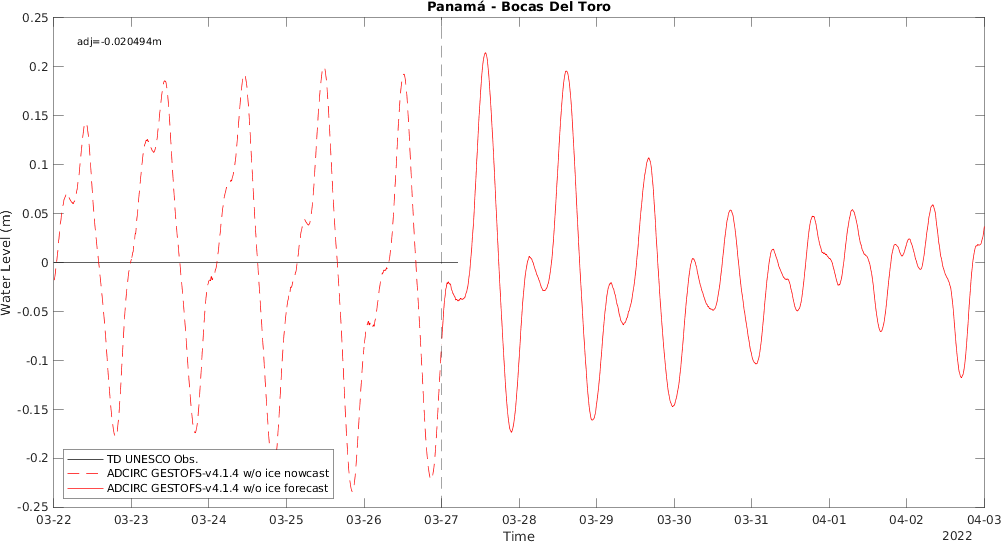 Panamá - Bocas Del Toro
adj=-0.020494m
Water Level (m)
0.25
0.2
0.15
0.1
0.05
0
-0.05
-0.1
-0.15
-0.2
-0.25
TD UNESCO Obs.
ADCIRC GESTOFS-v4.1.4 w/o ice nowcast
ADCIRC GESTOFS-v4.1.4 w/o ice forecast
03-22 03-23 03-24 03-25 03-26 03-27 03-28 03-29 03-30 03-31 04-01 04-02 04-03
Time
2022